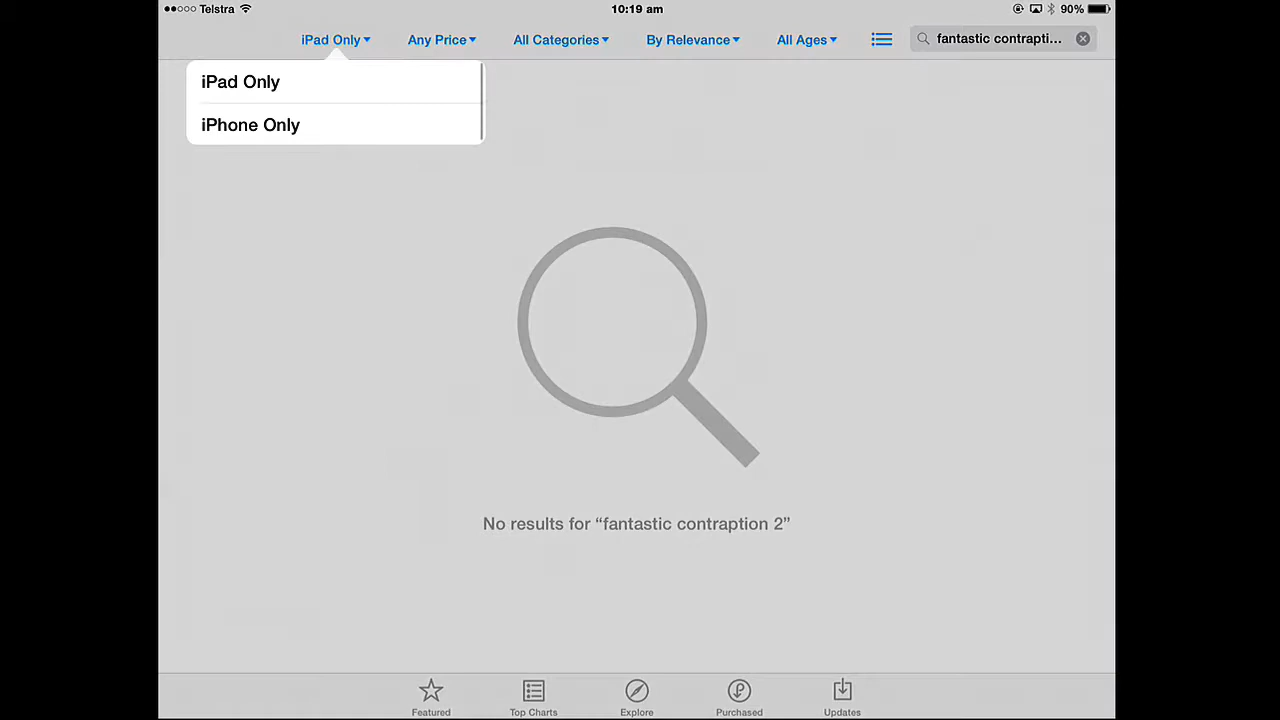 Telstra
10:19 am
90%
iPad Only
Any Price
All Categories
By Relevance
All Ages
fantastic contrapti...
iPad Only
iPhone Only
No results for “fantastic contraption 2”
Featured
Top Charts
Explore
Purchased
Updates